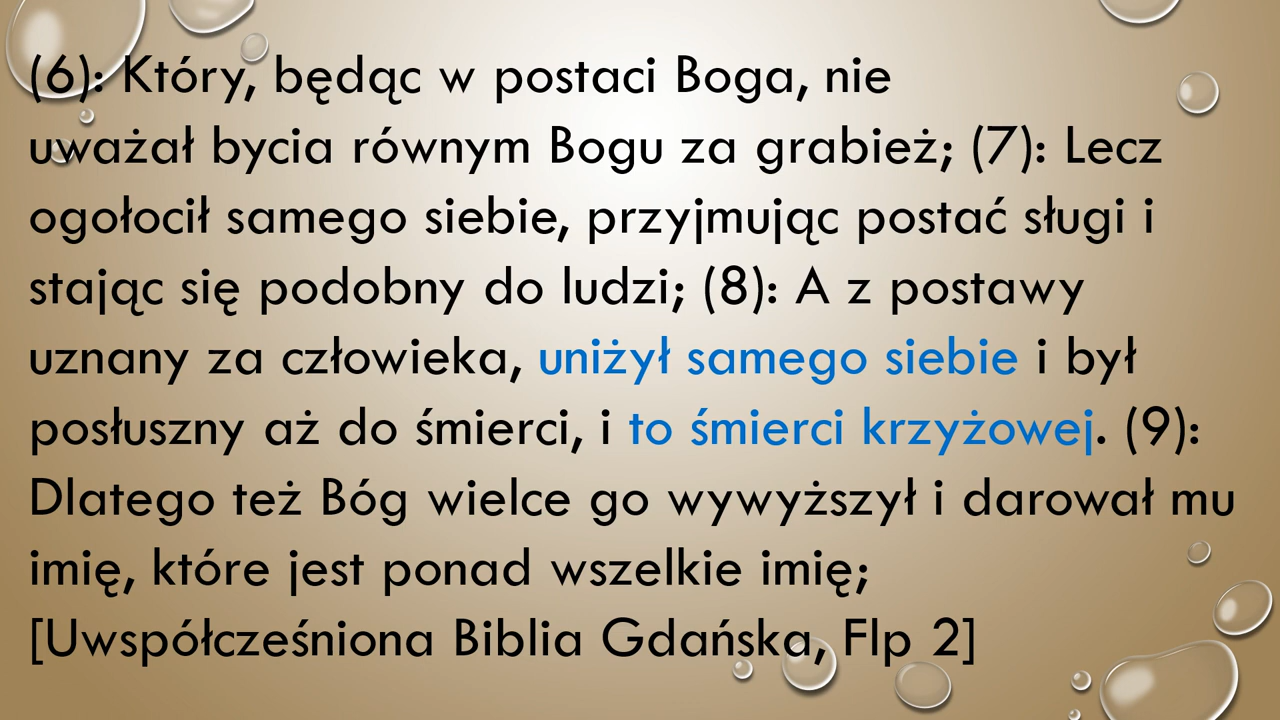 (6): Który, będąc w postaci Boga, nie
uważał bycia równym Bogu za grabież; (7): Lecz
ogołocił samego siebie, przyjmując postać sługi i
stając się podobny do ludzi; (8): A z postawy
uznany za człowieka, uniżył samego siebie i był
posłuszny aż do śmierci, i to śmierci krzyżowej. (9):
Dlatego też Bóg wielce go wywyższył i darował mu
imię, które jest ponad wszelkie imię;
[Uwspółcześniona Biblia Gdańska, Flp 2]